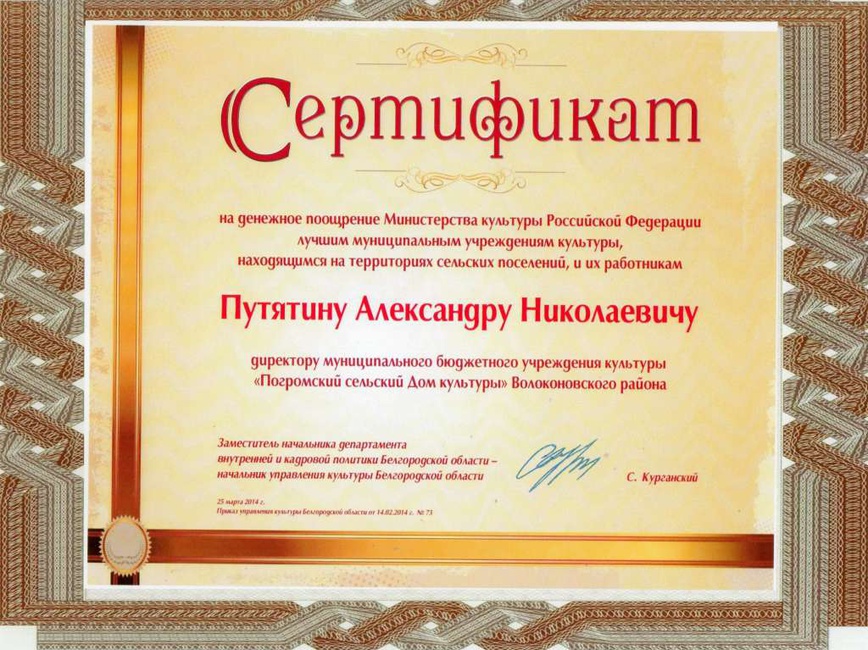 Сертификат
на денежное поощрение Министерства культуры Российской Федерации
лучшим муниципальным учреждениям культуры,
находящимся на территориях сельских поселений, и их работникам
Путятину Александру Николаевичу
директору муниципального бюджетного учреждения культуры
«Погромский сельский Дом культуры» Волоконовского района
Заместитель начальника департамента
внутренней и кадровой политики Белгородской области –
начальник управления культуры Белгородской области
С. Курганский
25 марта 2014 г.
Приказ управления культуры Белгородской области от 14.02.2014 г. № 73